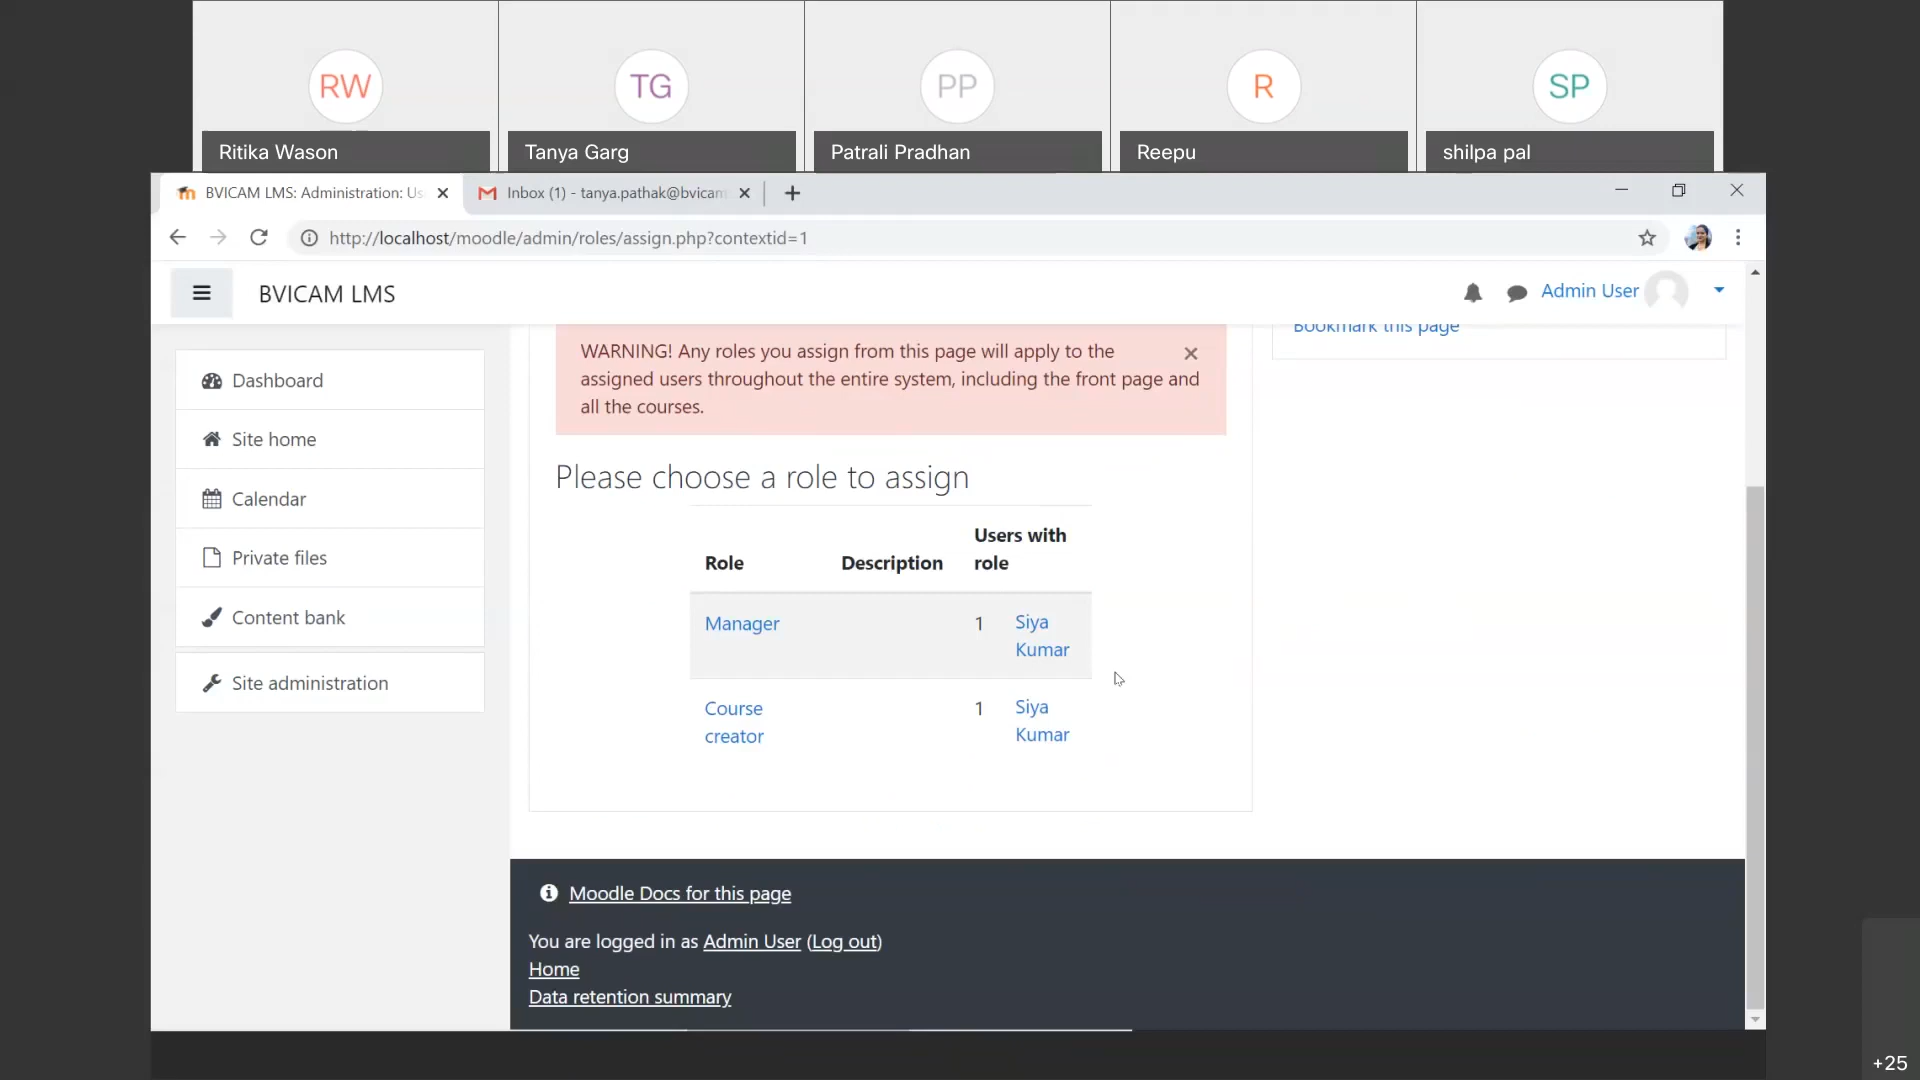 RW
TG
PP
R
SP
Ritika Wason
Tanya Garg
Patrali Pradhan
Reepu
shilpa pal
BVICAM LMS: Administration: Us
Inbox (1) - tanya.pathak@bvicam
http://localhost/moodle/admin/roles/assign.php?contextid=1
BVICAM LMS
Admin User
Bookmark this page
Dashboard
Site home
Calendar
Private files
Content bank
Site administration
WARNING! Any roles you assign from this page will apply to the
assigned users throughout the entire system, including the front page and
all the courses.
Please choose a role to assign
Role
Description
Users with
role
Manager
1
Siya
Kumar
Course
creator
1
Siya
Kumar
Moodle Docs for this page
You are logged in as Admin User (Log out)
Home
Data retention summary
+25